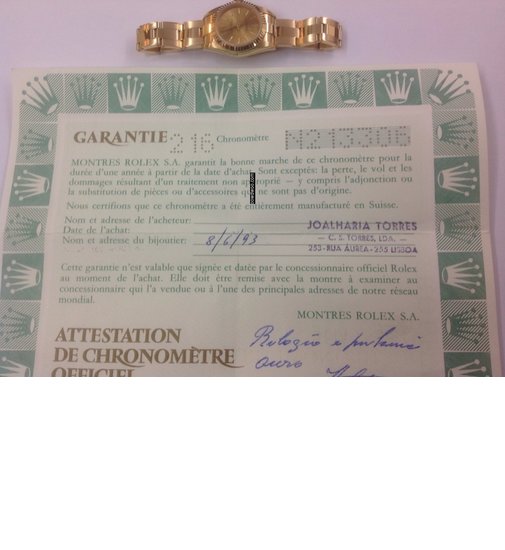 GARANTIE 216 Chronomètre N213306
MONTRES ROLEX S.A. garantit la bonne marche de ce chronomètre pour la
durée d'une année à partir de la date d'achat. Sont exceptés: la perte, le vol et les
dommages résultant d'un traitement non approprié — y compris l'adjonction ou
la substitution de pièces ou d'accessoires qui ne sont pas d'origine.
Nous certifions que ce chronomètre a été entièrement manufacturé en Suisse.
Nom et adresse de l'acheteur:
Date de l'achat:
Nom et adresse du bijoutier: 8/6/93
JOALHARIA TORRES
— C. S. TORRES, LDA. —
253-RUA ÁUREA-255 LISBOA
Cette garantie n'est valable que signée et datée par le concessionnaire officiel Rolex
au moment de l'achat. Elle doit être remise avec la montre à examiner au
concessionnaire qui l'a vendue ou à l'une des principales adresses de notre réseau
mondial.
MONTRES ROLEX S.A.
ATTESTATION
DE CHRONOMÈTRE
OFFICIEL
Relógio e pulseira
ouro